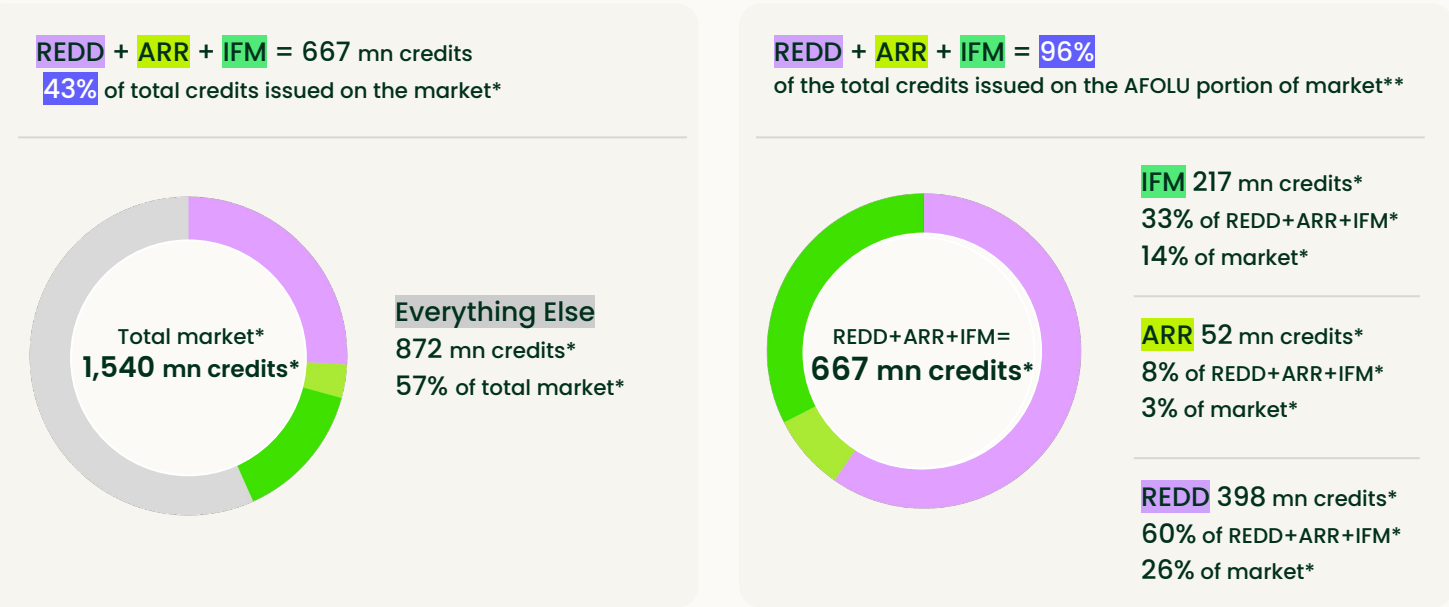 REDD + ARR + IFM = 667 mn credits
43% of total credits issued on the market*
Total market*
1,540 mn credits*
Everything Else
872 mn credits*
57% of total market*
REDD + ARR + IFM = 96%
of the total credits issued on the AFOLU portion of market**
REDD+ARR+IFM=
667 mn credits*
IFM 217 mn credits*
33% of REDD+ARR+IFM*
14% of market*
ARR 52 mn credits*
8% of REDD+ARR+IFM*
3% of market*
REDD 398 mn credits*
60% of REDD+ARR+IFM*
26% of market*